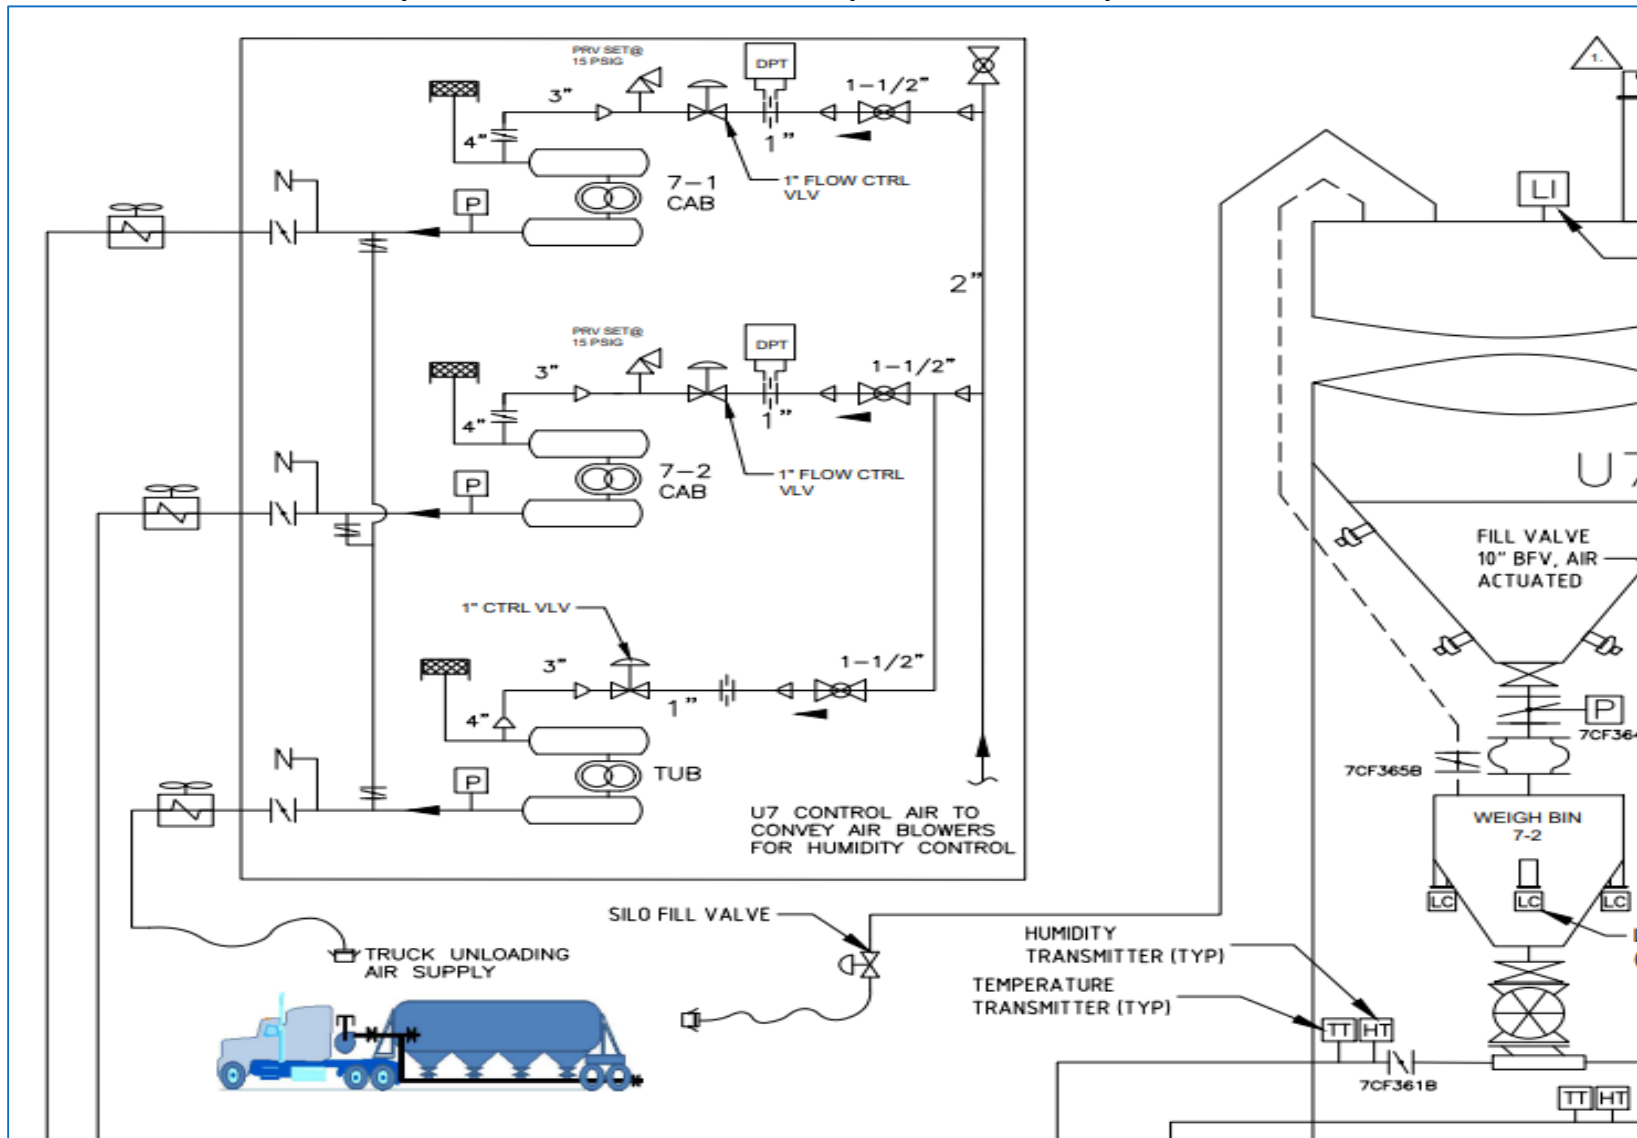 PRV SET@
15 PSIG
DPT
1-1/2"
3"
4"
1"
1" FLOW CTRL
VLV
7-1
CAB
P
N
2"
PRV SET@
15 PSIG
DPT
1-1/2"
3"
4"
1"
1" FLOW CTRL
VLV
7-2
CAB
P
N
1" CTRL VLV
1-1/2"
3"
4"
1"
TUB
P
N
U7 CONTROL AIR TO
CONVEY AIR BLOWERS
FOR HUMIDITY CONTROL
TRUCK UNLOADING
AIR SUPPLY
SILO FILL VALVE
HUMIDITY
TRANSMITTER (TYP)
TEMPERATURE
TRANSMITTER (TYP)
TT HT
7CF361B
TT HT
1.
LI
U7
FILL VALVE
10" BFV, AIR
ACTUATED
P
7CF364
7CF365B
WEIGH BIN
7-2
LC
LC
LC